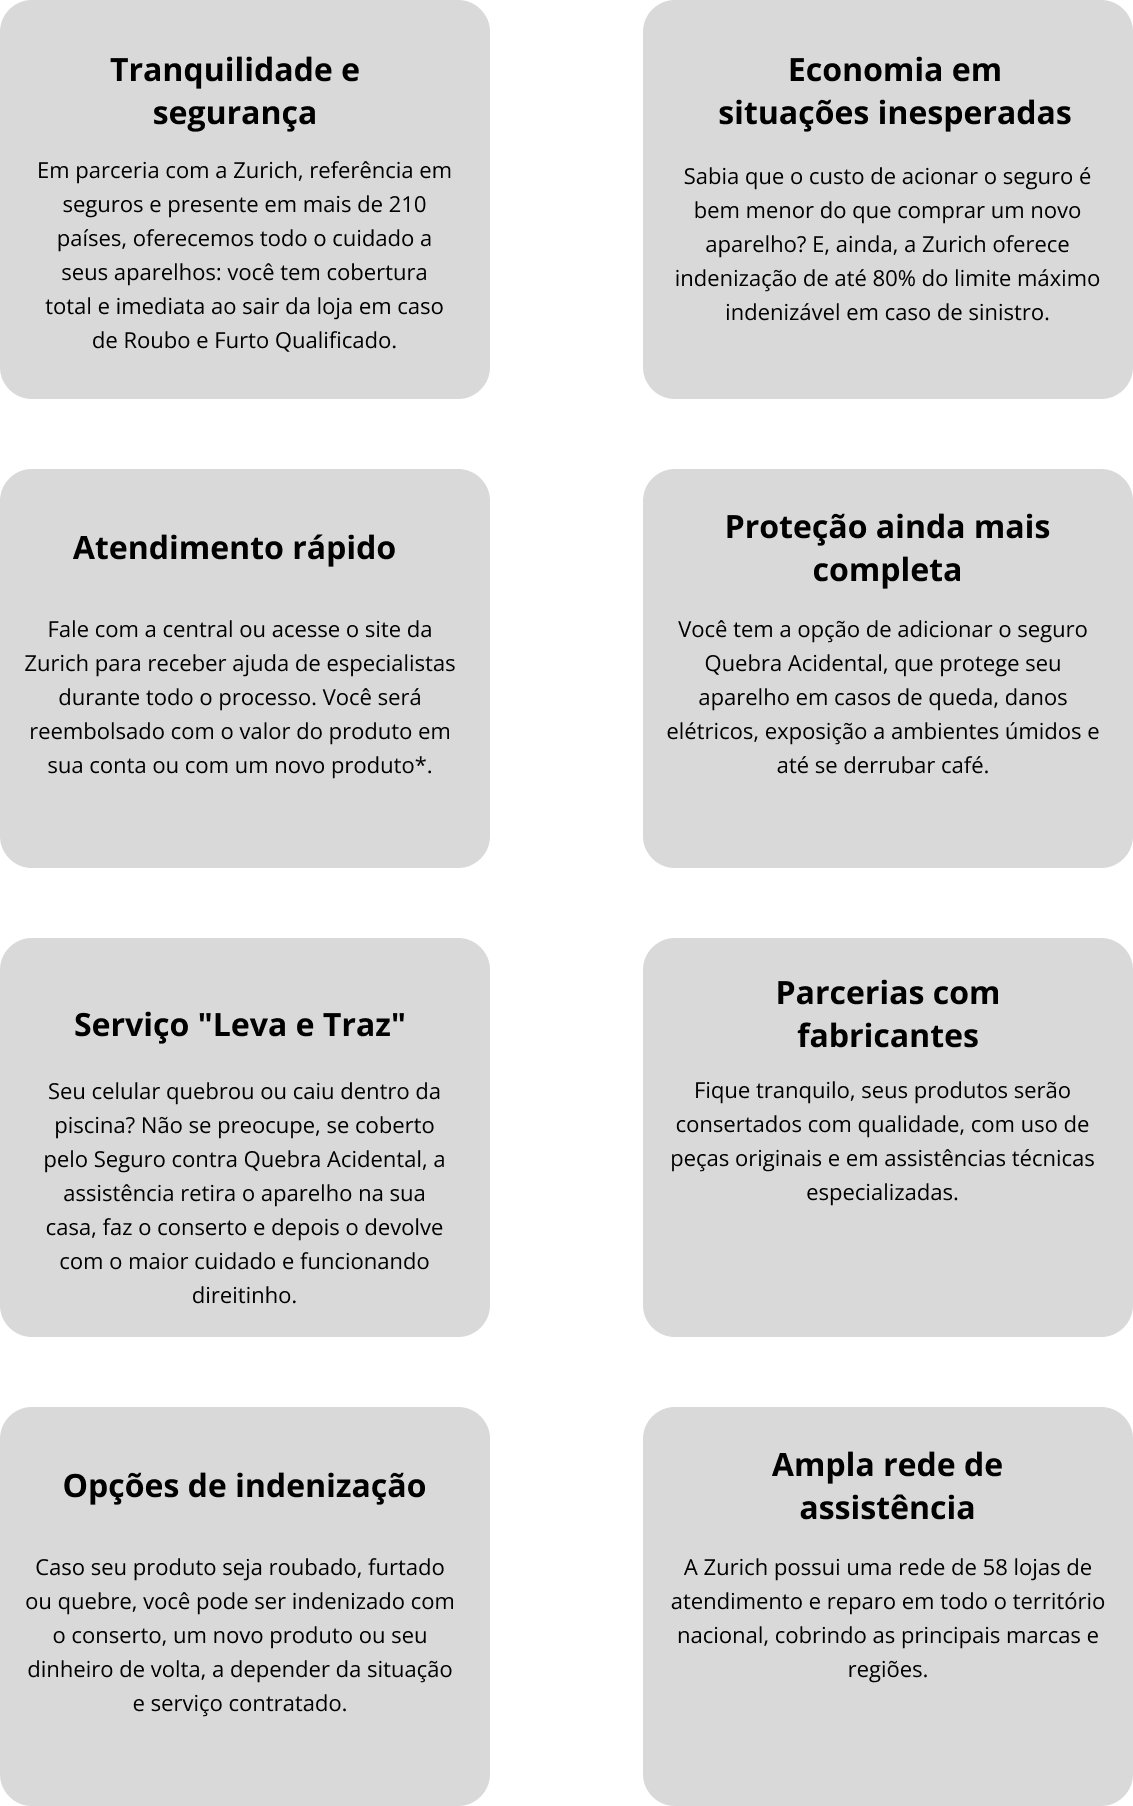 Tranquilidade e
segurança
Em parceria com a Zurich, referência em
seguros e presente em mais de 210
países, oferecemos todo o cuidado a
seus aparelhos: você tem cobertura
total e imediata ao sair da loja em caso
de Roubo e Furto Qualificado.
Economia em
situações inesperadas
Sabia que o custo de acionar o seguro é
bem menor do que comprar um novo
aparelho? E, ainda, a Zurich oferece
indenização de até 80% do limite máximo
indenizável em caso de sinistro.
Atendimento rápido
Fale com a central ou acesse o site da
Zurich para receber ajuda de especialistas
durante todo o processo. Você será
reembolsado com o valor do produto em
sua conta ou com um novo produto*.
Proteção ainda mais
completa
Você tem a opção de adicionar o seguro
Quebra Acidental, que protege seu
aparelho em casos de queda, danos
elétricos, exposição a ambientes úmidos e
até se derrubar café.
Serviço "Leva e Traz"
Seu celular quebrou ou caiu dentro da
piscina? Não se preocupe, se coberto
pelo Seguro contra Quebra Acidental, a
assistência retira o aparelho na sua
casa, faz o conserto e depois o devolve
com o maior cuidado e funcionando
direitinho.
Parcerias com
fabricantes
Fique tranquilo, seus produtos serão
consertados com qualidade, com uso de
peças originais e em assistências técnicas
especializadas.
Opções de indenização
Caso seu produto seja roubado, furtado
ou quebre, você pode ser indenizado com
o conserto, um novo produto ou seu
dinheiro de volta, a depender da situação
e serviço contratado.
Ampla rede de
assistência
A Zurich possui uma rede de 58 lojas de
atendimento e reparo em todo o território
nacional, cobrindo as principais marcas e
regiões.